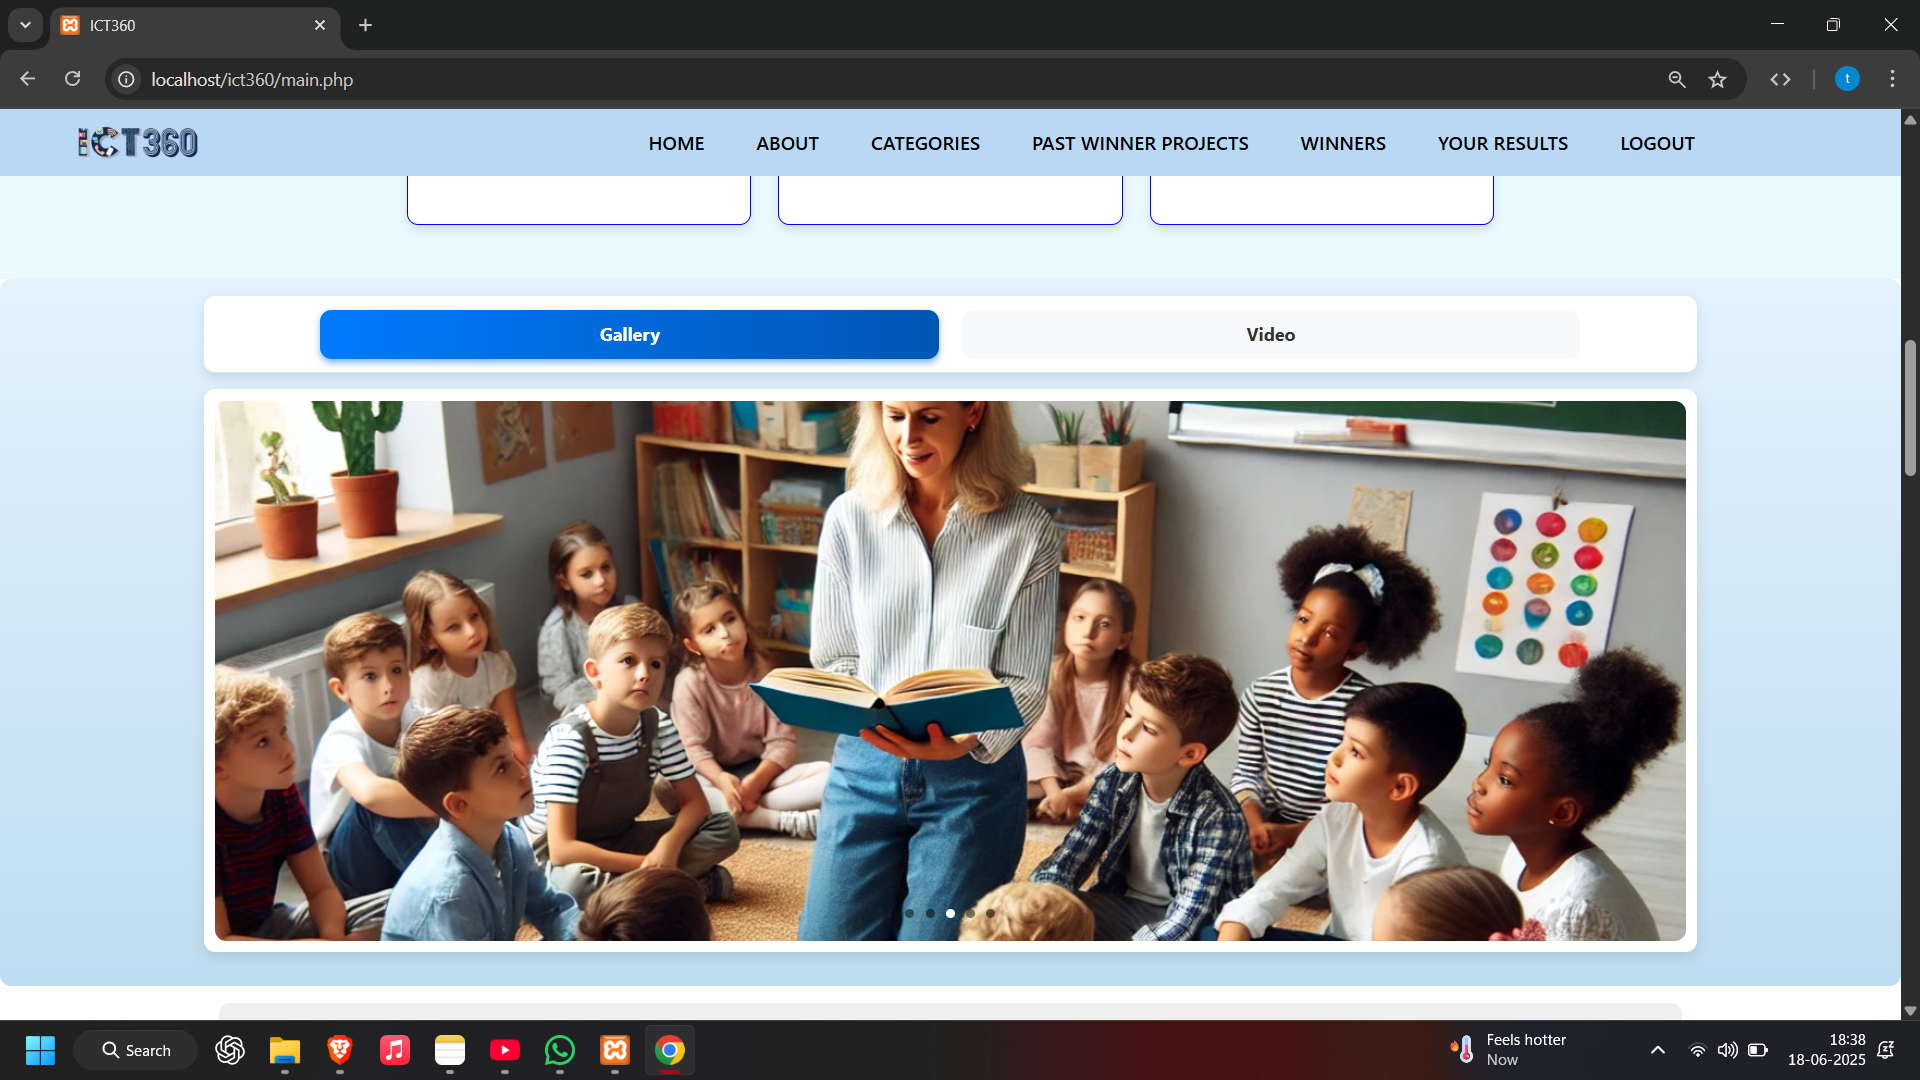 ICT360
localhost/ict360/main.php
t
ICT360
HOME ABOUT CATEGORIES PAST WINNER PROJECTS WINNERS YOUR RESULTS LOGOUT
Gallery Video
Search
Feels hotter
Now
18:38
18-06-2025